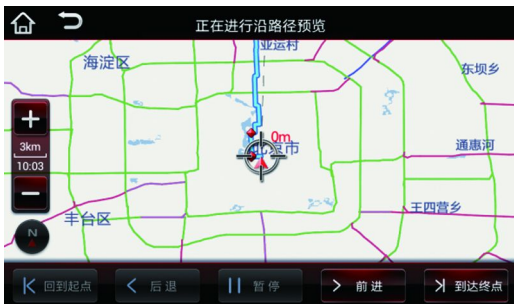 正在进行沿路径预览
亚运村
海淀区
东坝乡
3km
10:03
0m
北京市
通惠河
王四营乡
丰台区
N
回到起点
后退
暂停
前进
到达终点